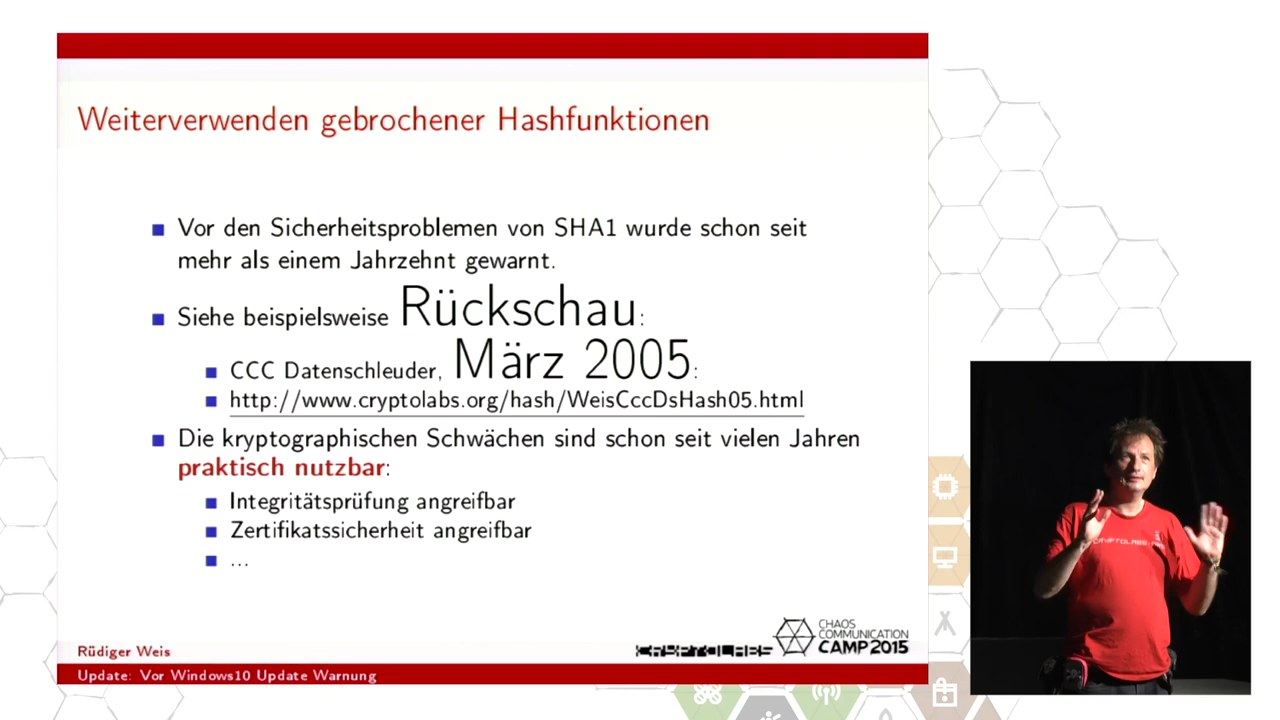 Weiterverwenden gebrochener Hashfunktionen
Vor den Sicherheitsproblemen von SHA1 wurde schon seit
mehr als einem Jahrzehnt gewarnt.
Siehe beispielsweise Rückschau:
CCC Datenschleuder, März 2005:
http://www.cryptolabs.org/hash/WeisCccDsHash05.html
Die kryptographischen Schwächen sind schon seit vielen Jahren
praktisch nutzbar:
Integritätsprüfung angreifbar
Zertifikatssicherheit angreifbar
...
CHAOS
COMMUNICATION
CAMP 2015
CRYPTOLABS
Rüdiger Weis
Update: Vor Windows10 Update Warnung